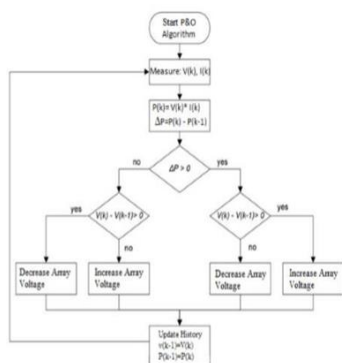 Start P&O
Algorithm
Measure: V(k), I(k)
P(k)= V(k)* I(k)
ΔP=P(k) - P(k-1)
no
ΔP > 0
yes
yes
V(k) - V(k-1)> 0
no
V(k) - V(k-1)> 0
yes
no
Decrease Array
Voltage
Increase Array
Voltage
Decrease Array
Voltage
Increase Array
Voltage
Update History
v(k-1)=V(k)
P(k-1)=P(k)